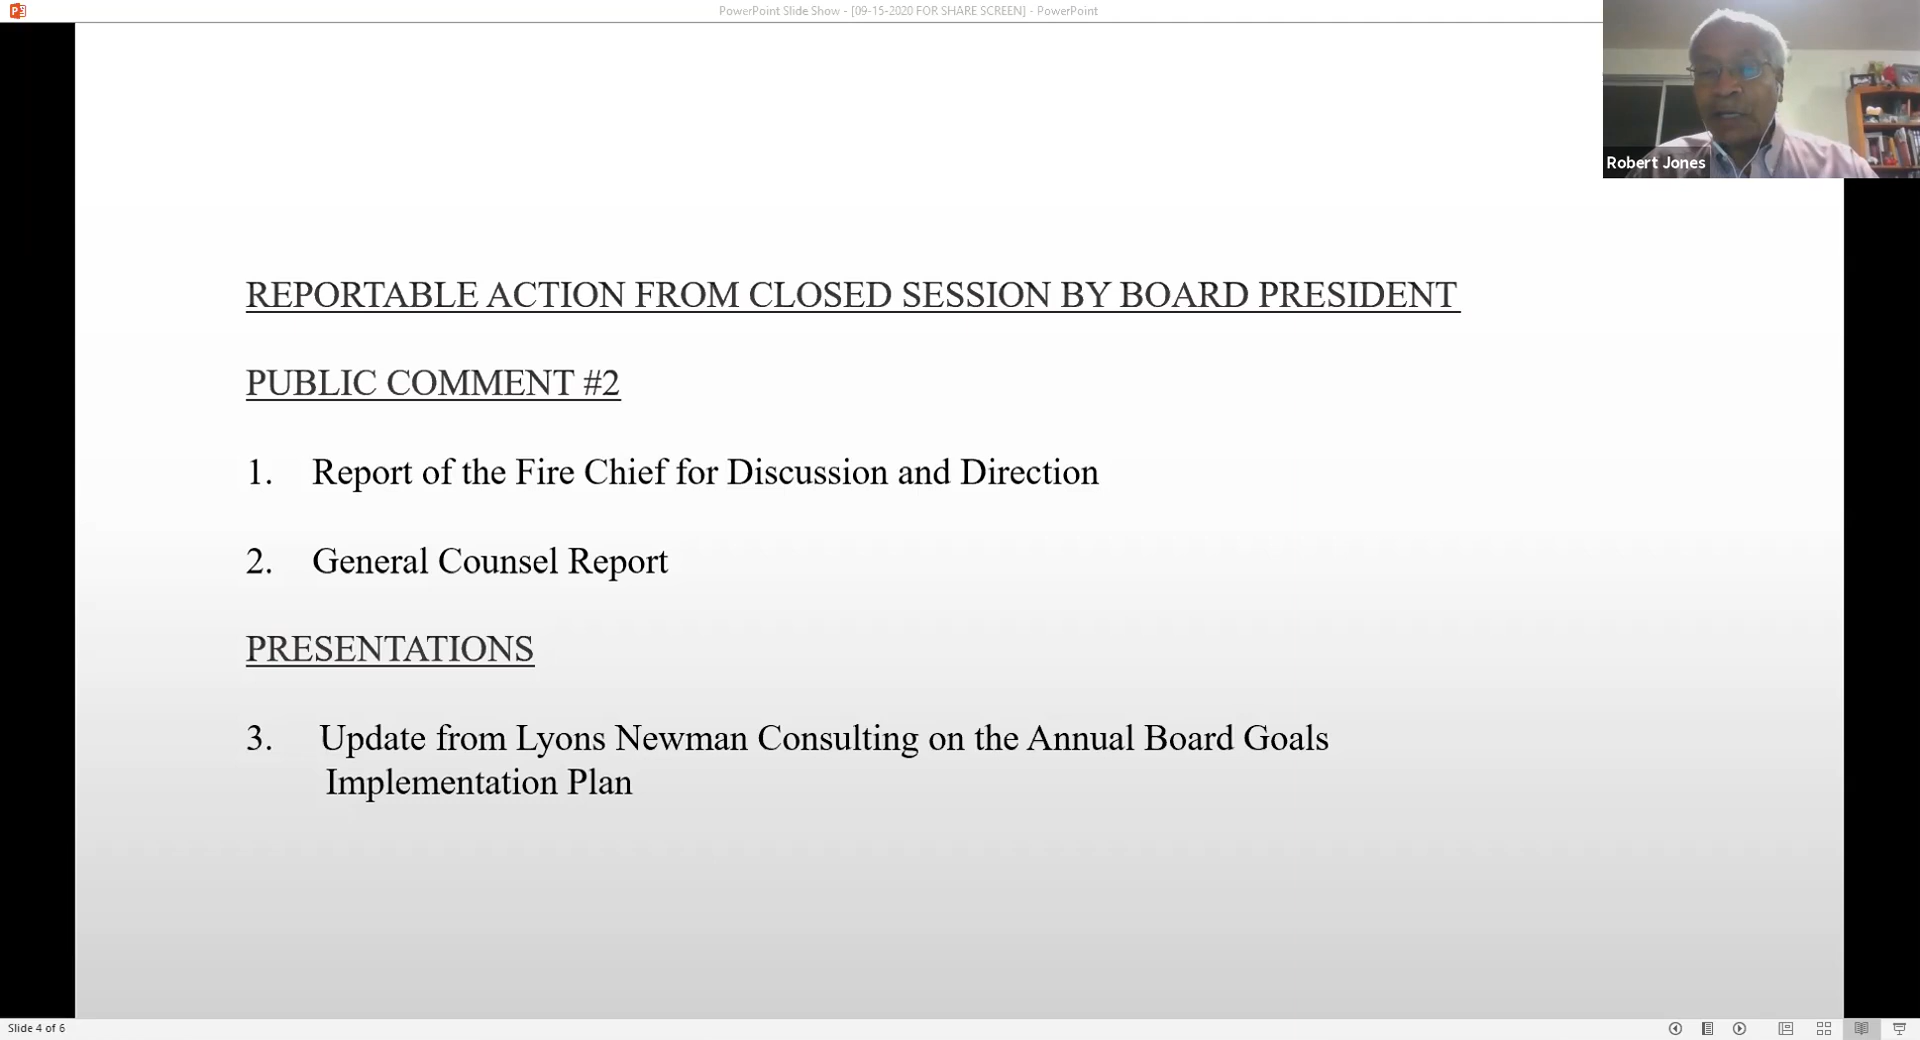 PowerPoint Slide Show - [09-15-2020 FOR SHARE SCREEN] - PowerPoint
Robert Jones
REPORTABLE ACTION FROM CLOSED SESSION BY BOARD PRESIDENT
PUBLIC COMMENT #2
1. Report of the Fire Chief for Discussion and Direction
2. General Counsel Report
PRESENTATIONS
3. Update from Lyons Newman Consulting on the Annual Board Goals
Implementation Plan
Slide 4 of 6